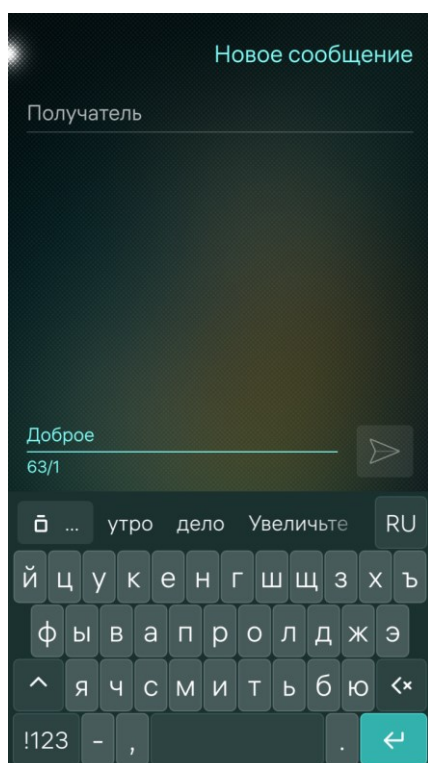 Новое сообщение
Получатель
Доброе
63/1
... утро дело Увеличьте RU
й ц у к е н г ш щ з х ъ
ф ы в а п р о л д ж э
я ч с м и т ь б ю
!123 - , .